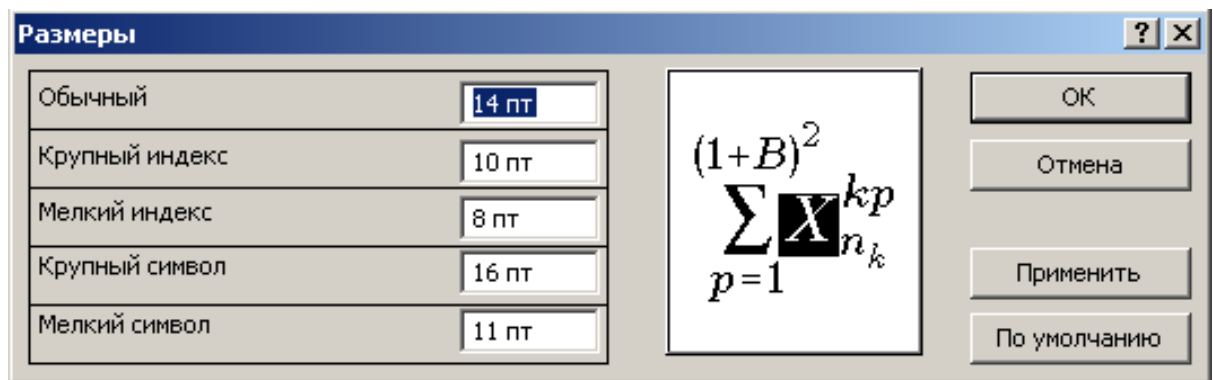 Размеры
Обычный 14 пт
Крупный индекс 10 пт
Мелкий индекс 8 пт
Крупный символ 16 пт
Мелкий символ 11 пт
(1+B)²
∑ X kp
n k
p=1
ОК
Отмена
Применить
По умолчанию